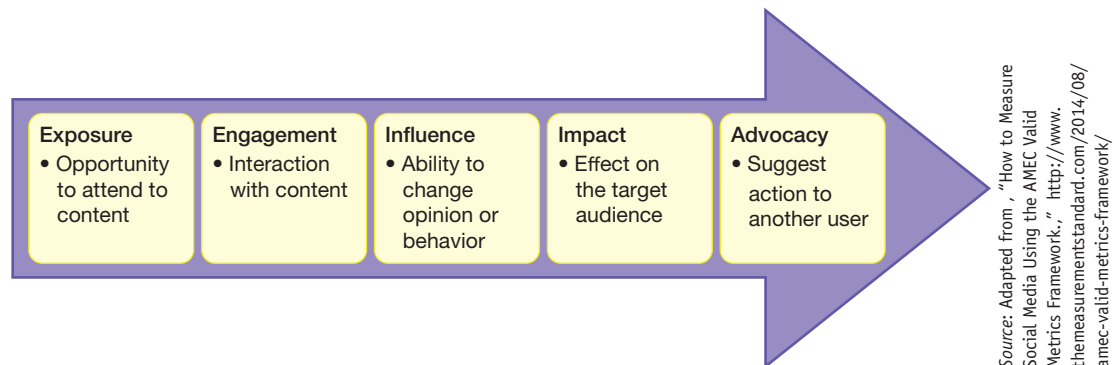 Exposure
• Opportunity
to attend to
content
Engagement
• Interaction
with content
Influence
• Ability to
change
opinion or
behavior
Impact
• Effect on
the target
audience
Advocacy
• Suggest
action to
another user
Source: Adapted from , “How to Measure
Social Media Using the AMEC Valid
Metrics Framework.,” http://www.
themeasurementstandard.com/2014/08/
amec-valid-metrics-framework/